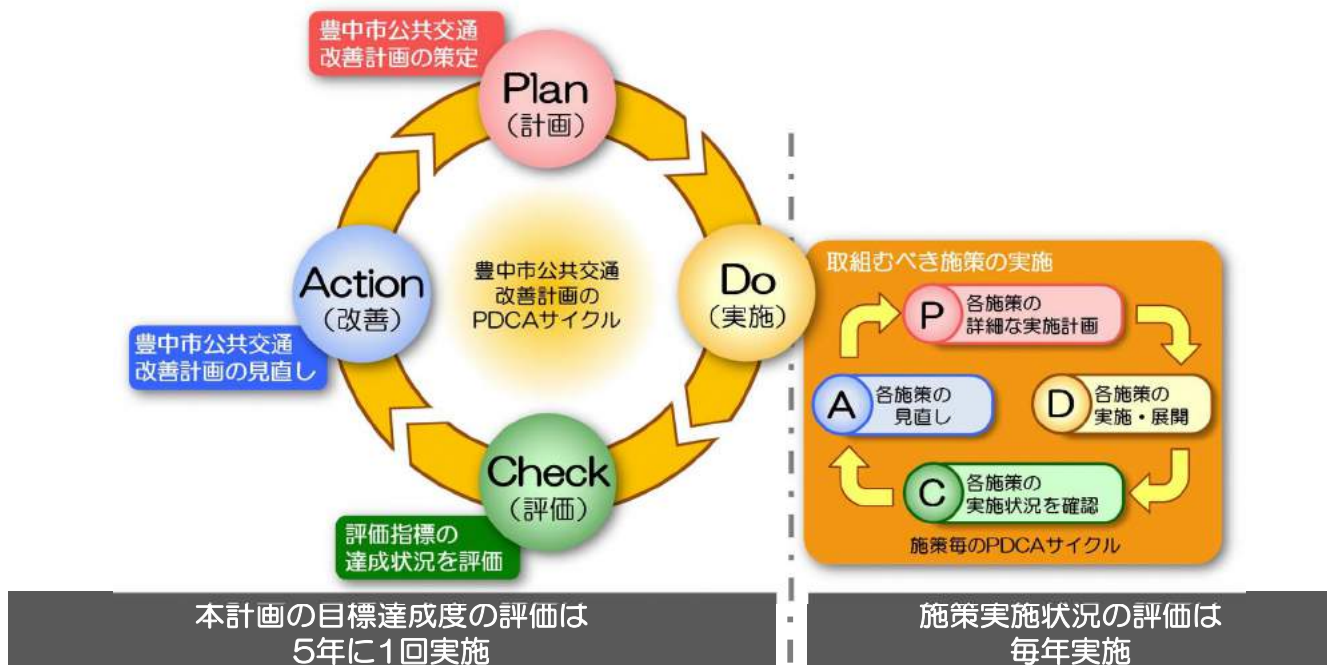 豊中市公共交通
改善計画の策定
Plan
(計画)
Do
(実施)
Check
(評価)
評価指標の
達成状況を評価
Action
(改善)
豊中市公共交通
改善計画の見直し
豊中市公共交通
改善計画の
PDCAサイクル
取組むべき施策の実施
P
各施策の
詳細な実施計画
D
各施策の
実施・展開
C
各施策の
実施状況を確認
A
各施策の
見直し
施策毎のPDCAサイクル
本計画の目標達成度の評価は
5年に1回実施
施策実施状況の評価は
毎年実施